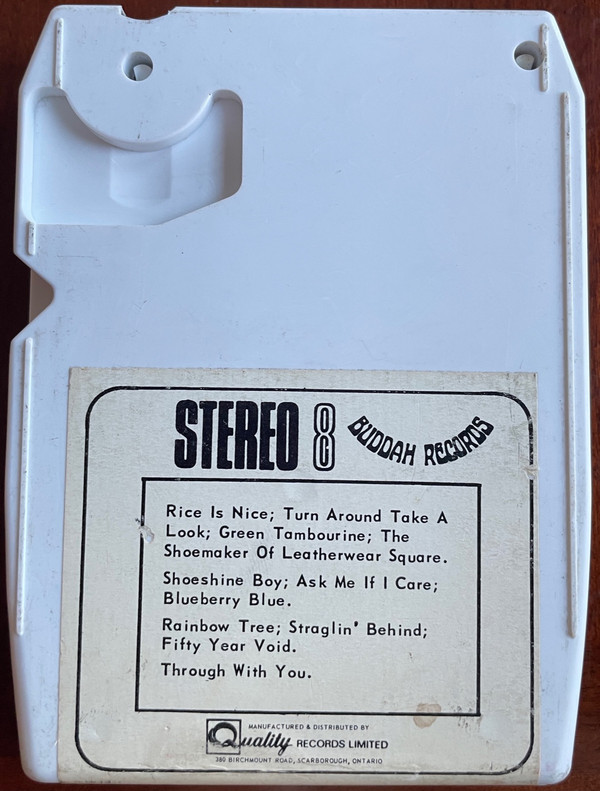 STEREO 8 BUDDAH RECORDS
Rice Is Nice; Turn Around Take A
Look; Green Tambourine; The
Shoemaker Of Leatherwear Square.
Shoeshine Boy; Ask Me If I Care;
Blueberry Blue.
Rainbow Tree; Straglin' Behind;
Fifty Year Void.
Through With You.
MANUFACTURED & DISTRIBUTED BY
Quality RECORDS LIMITED
380 BIRCHMOUNT ROAD, SCARBOROUGH, ONTARIO